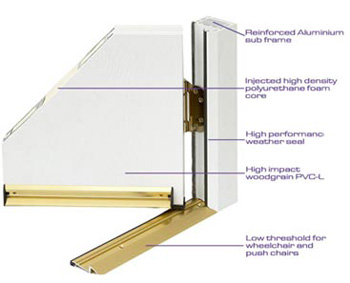 Reinforced Aluminium
sub frame
Injected high density
polyurethane foam
core
High performanc
weather seal
High impact
woodgrain PVC-L
Low threshold for
wheelchair and
push chairs